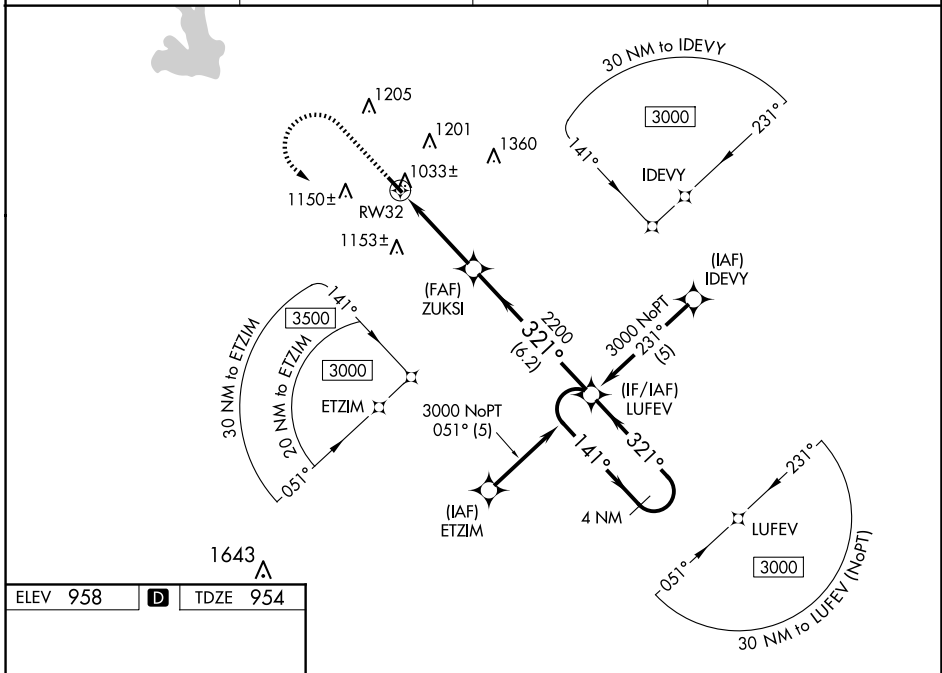 30 NM to IDEVY
3000
141°
231°
IDEVY
1205
1201
1360
1033±
1150±
RW32
1153±
(FAF)
ZUKSI
(IAF)
IDEVY
3000 NoPT
231°
(5)
2200
321°
(6.2)
(IF/IAF)
LUFEV
30 NM to ETZIM
141°
3500
20 NM to ETZIM
3000
ETZIM
051°
3000 NoPT
051° (5)
(IAF)
ETZIM
141°
321°
4 NM
231°
LUFEV
051°
3000
30 NM to LUFEV (NoPT)
1643
ELEV 958 D TDZE 954